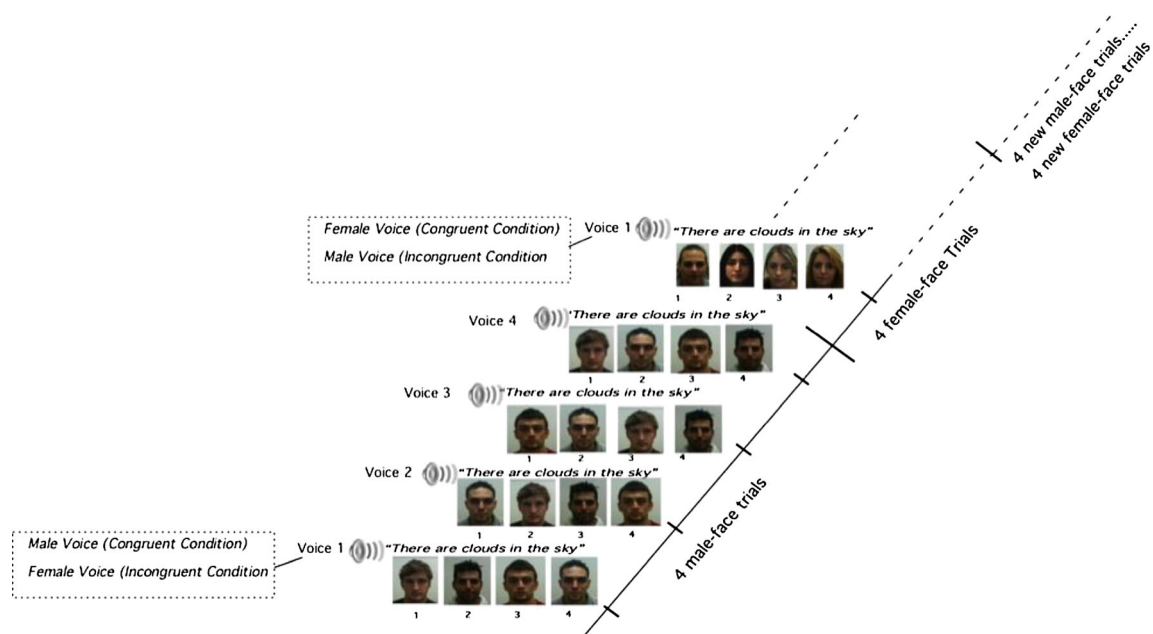 4 new male-face trials.....
4 new female-face trials
Female Voice (Congruent Condition)
Male Voice (Incongruent Condition
Voice 1
"There are clouds in the sky"
1 2 3 4
4 female-face Trials
Voice 4
'There are clouds in the sky"
1 2 3 4
Voice 3
"There are clouds in the sky"
1 2 3 4
Voice 2
"There are clouds in the sky"
1 2 3 4
4 male-face trials
Male Voice (Congruent Condition)
Female Voice (Incongruent Condition
Voice 1
"There are clouds in the sky"
1 2 3 4